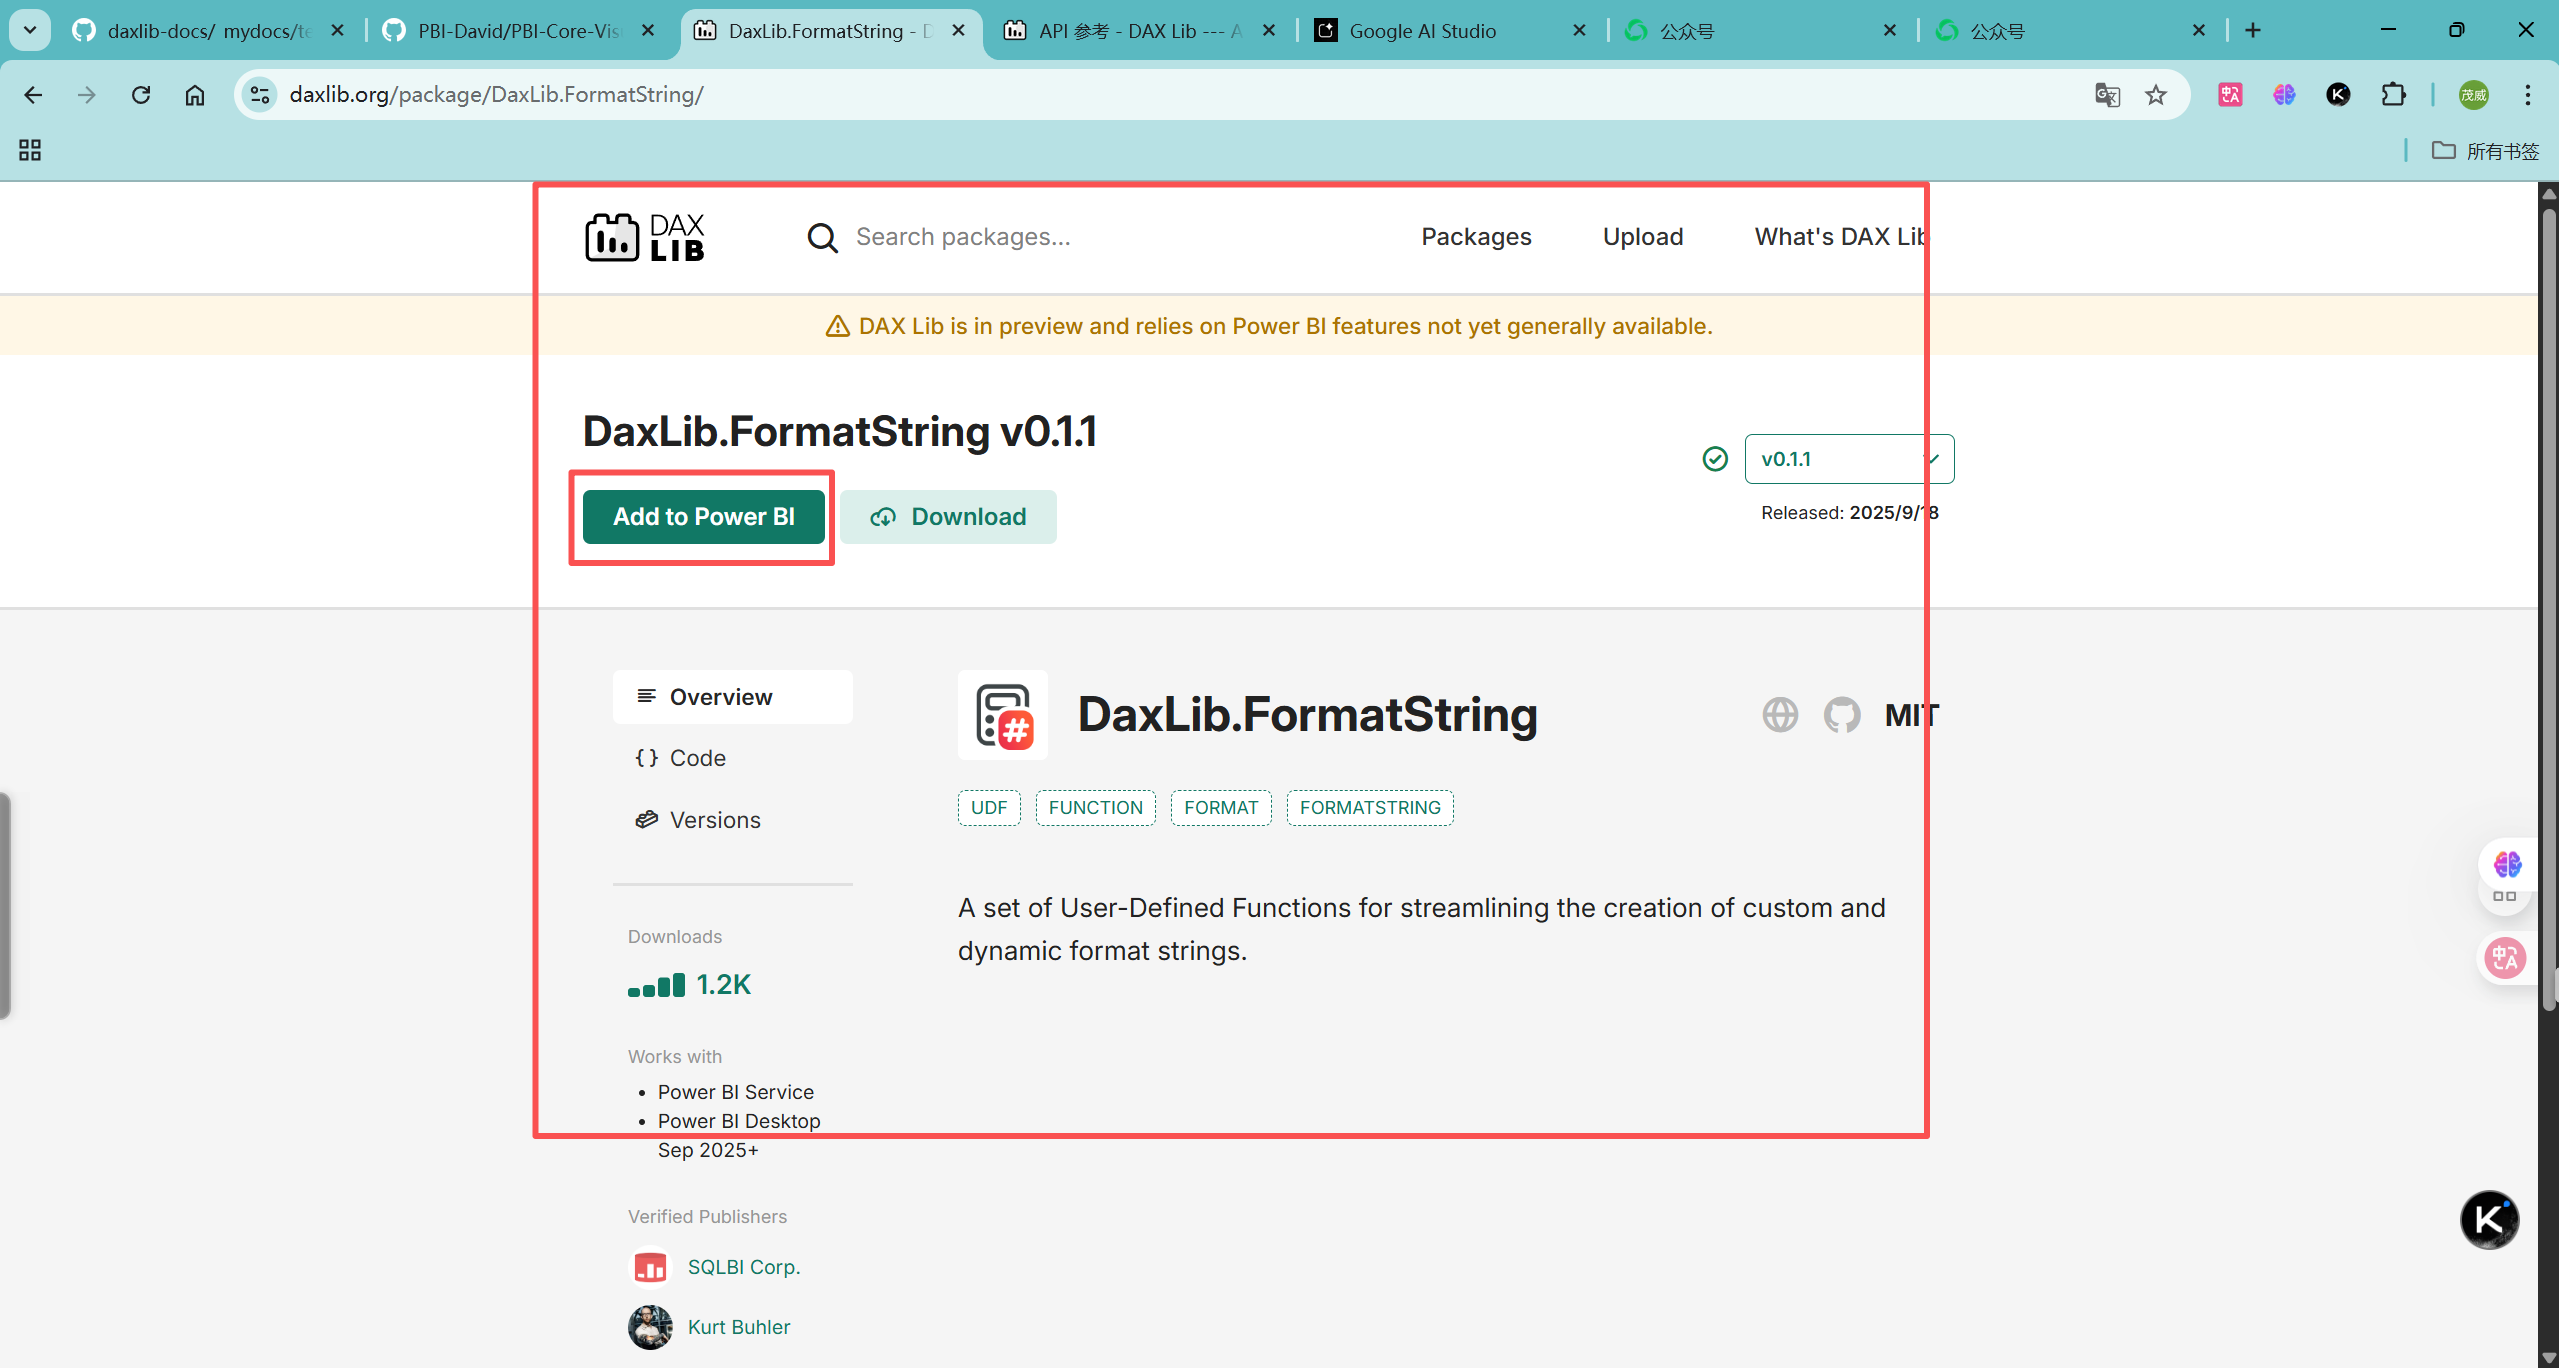 daxlib-docs/_mydocs/te
PBI-David/PBI-Core-Vis
DaxLib.FormatString - D
API 参考 - DAX Lib --- A
Google AI Studio
公众号
公众号
daxlib.org/package/DaxLib.FormatString/
茂威
所有书签
DAX
LIB
Search packages...
Packages
Upload
What's DAX Lib
DAX Lib is in preview and relies on Power BI features not yet generally available.
DaxLib.FormatString v0.1.1
Add to Power BI
Download
v0.1.1
Released: 2025/9/18
Overview
Code
Versions
Downloads
1.2K
Works with
Power BI Service
Power BI Desktop
Sep 2025+
Verified Publishers
SQLBI Corp.
Kurt Buhler
DaxLib.FormatString
MIT
UDF
FUNCTION
FORMAT
FORMATSTRING
A set of User-Defined Functions for streamlining the creation of custom and
dynamic format strings.
中A
K